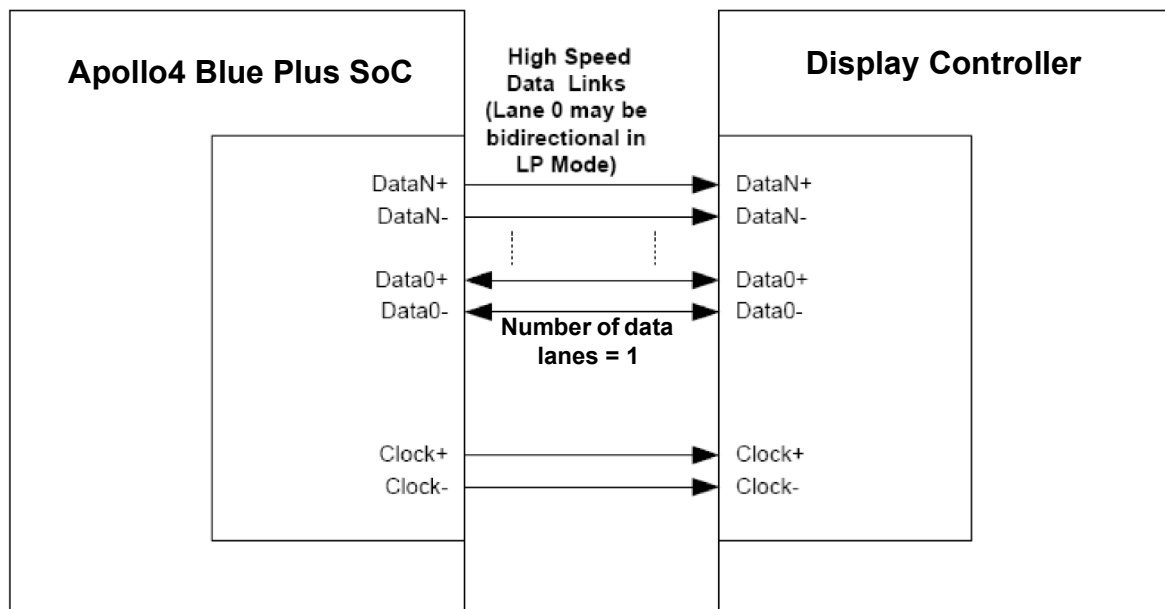 Apollo4 Blue Plus SoC
High Speed
Data Links
(Lane 0 may be
bidirectional in
LP Mode)
Display Controller
DataN+
DataN-
Data0+
Data0-
DataN+
DataN-
Data0+
Data0-
Number of data
lanes = 1
Clock+
Clock-
Clock+
Clock-